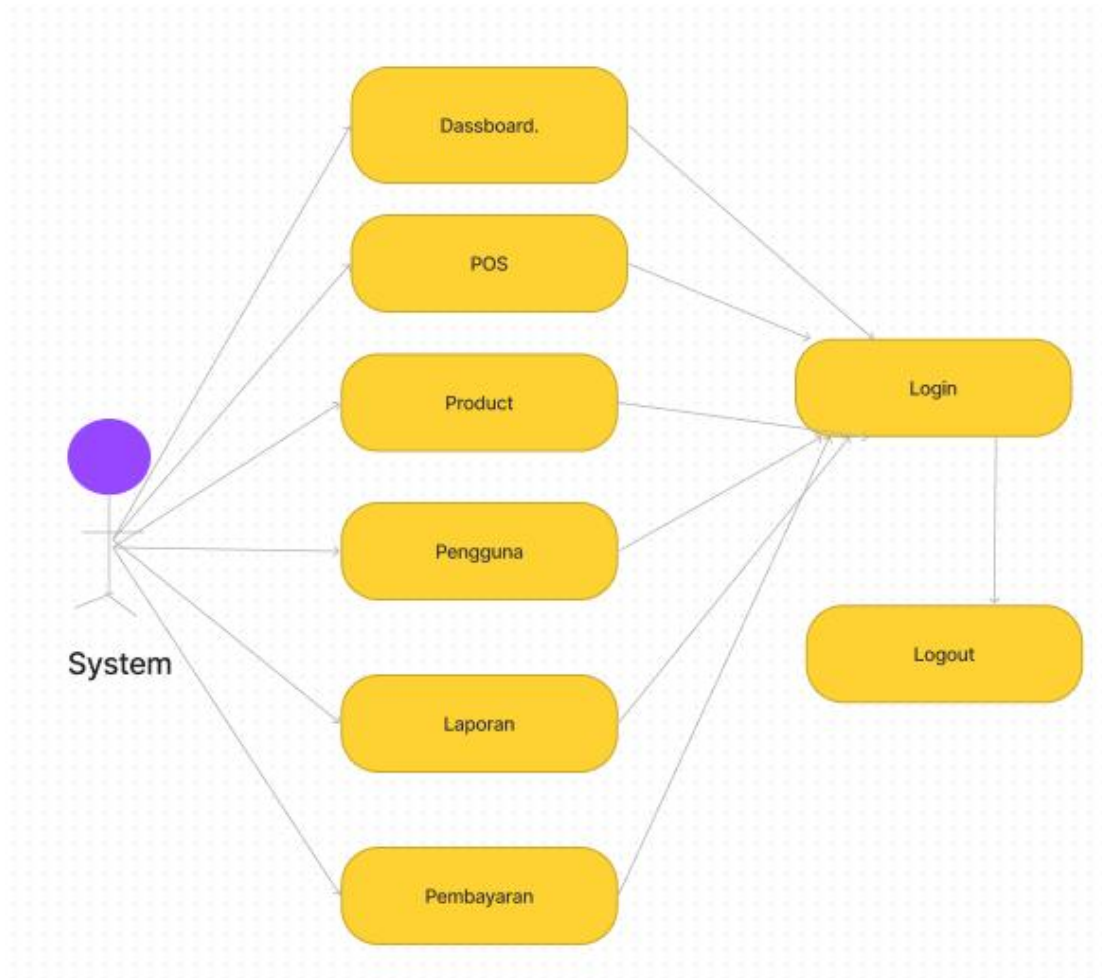 Dassboard.
POS
Product
Login
Pengguna
Logout
System
Laporan
Pembayaran